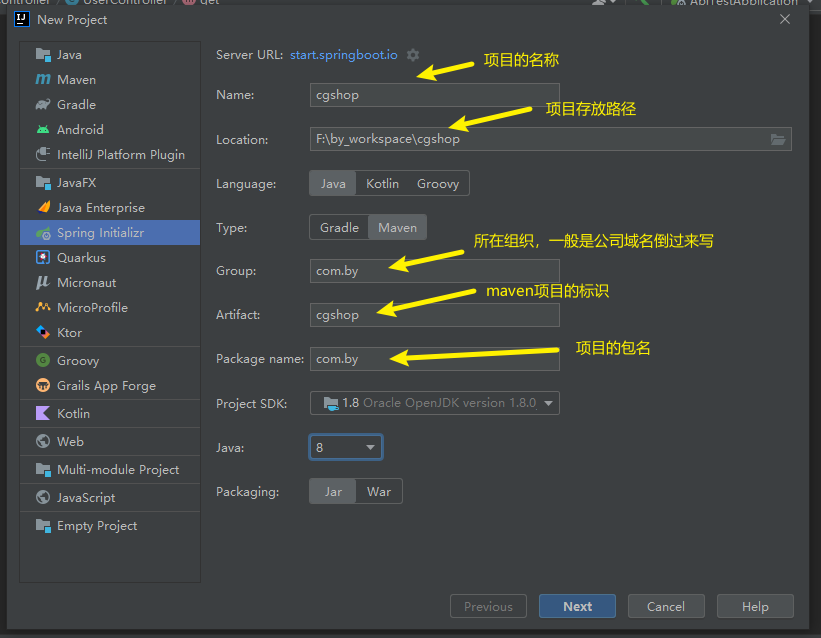 Controller UserController get ApbTestApplication
New Project
Java
Maven
Gradle
Android
IntelliJ Platform Plugin
JavaFX
Java Enterprise
Spring Initializr
Quarkus
Micronaut
MicroProfile
Ktor
Groovy
Grails App Forge
Kotlin
Web
Multi-module Project
JavaScript
Empty Project
Server URL: start.springboot.io
项目的名称
Name: cgshop
项目存放路径
Location: F:\by_workspace\cgshop
Language: Java Kotlin Groovy
Type: Gradle Maven
所在组织，一般是公司域名倒过来写
Group: com.by
maven项目的标识
Artifact: cgshop
项目的包名
Package name: com.by
Project SDK: 1.8 Oracle OpenJDK version 1.8.0
Java: 8
Packaging: Jar War
Previous Next Cancel Help